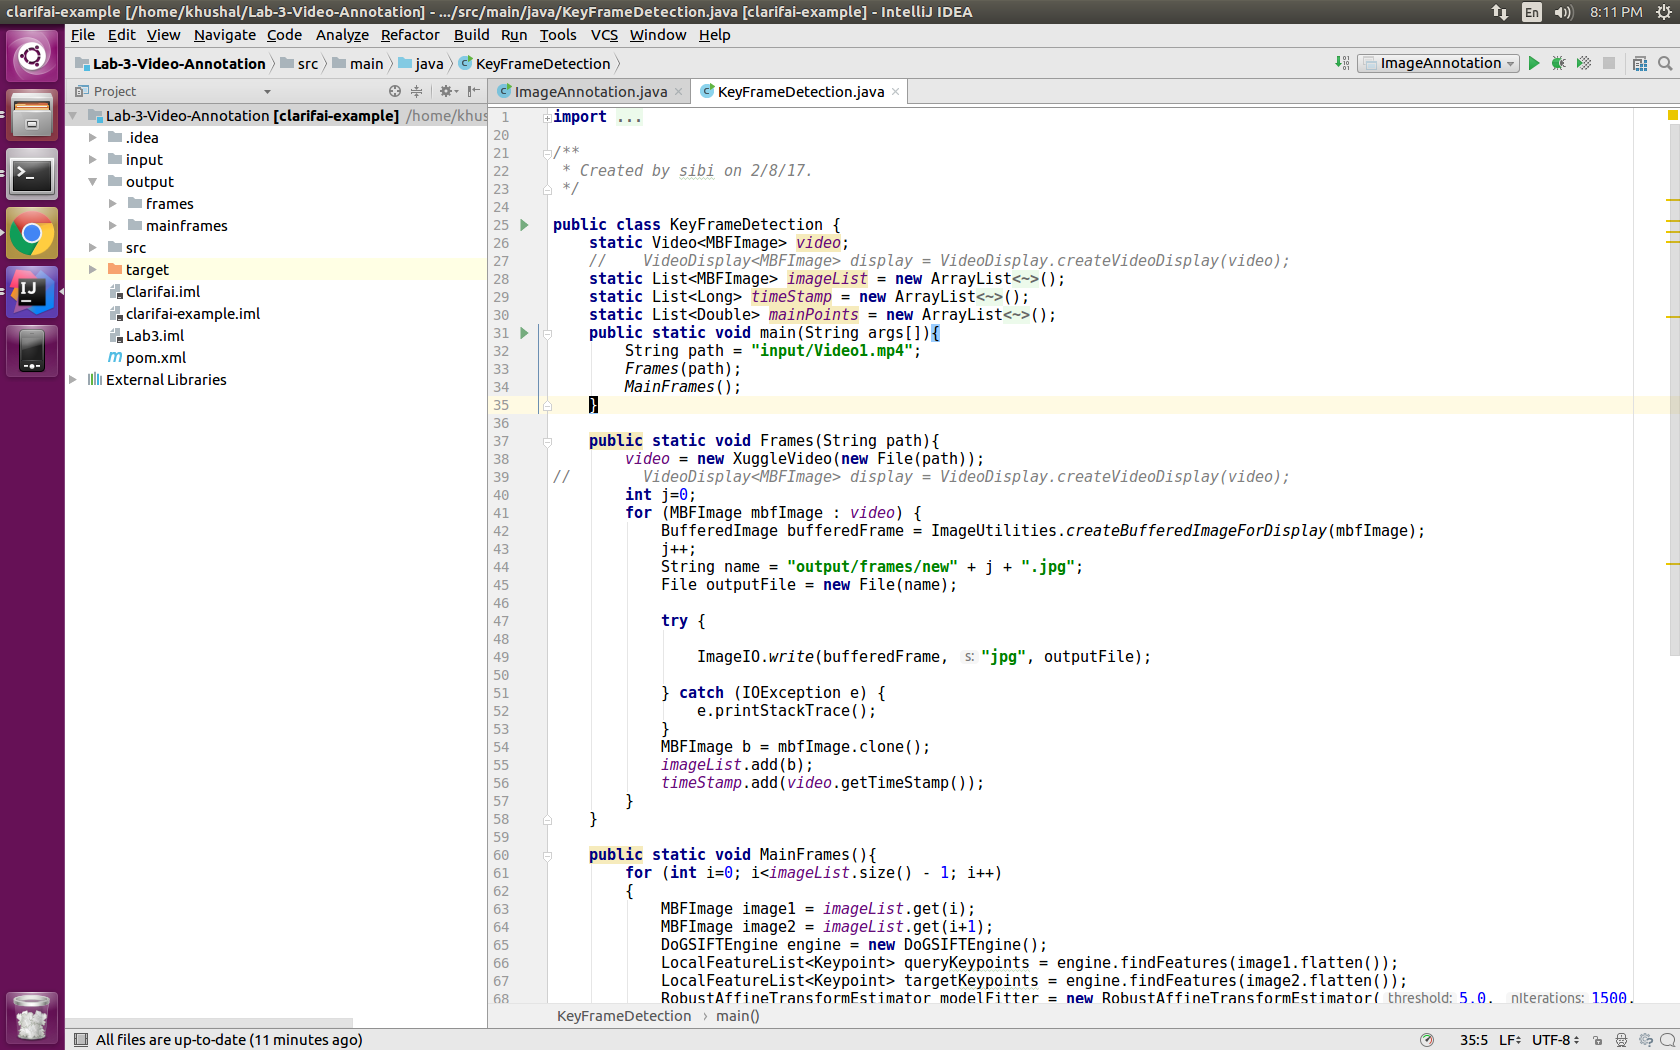 clarifai-example [/home/khushal/Lab-3-Video-Annotation] - .../src/main/java/KeyFrameDetection.java [clarifai-example] - IntelliJ IDEA
En 8:11 PM
File Edit View Navigate Code Analyze Refactor Build Run Tools VCS Window Help
Lab-3-Video-Annotation src main java KeyFrameDetection
ImageAnnotation
Project
Lab-3-Video-Annotation [clarifai-example] /home/khus
.idea
input
output
frames
mainframes
src
target
Clarifai.iml
clarifai-example.iml
Lab3.iml
pom.xml
External Libraries
ImageAnnotation.java KeyFrameDetection.java
1 import ...
20
21 /**
22 * Created by sibi on 2/8/17.
23 */
24
25 public class KeyFrameDetection {
26 static Video<MBFImage> video;
27 // VideoDisplay<MBFImage> display = VideoDisplay.createVideoDisplay(video);
28 static List<MBFImage> imageList = new ArrayList<~>();
29 static List<Long> timeStamp = new ArrayList<~>();
30 static List<Double> mainPoints = new ArrayList<~>();
31 public static void main(String args[]){
32 String path = "input/Video1.mp4";
33 Frames(path);
34 MainFrames();
35 }
36
37 public static void Frames(String path){
38 video = new XuggleVideo(new File(path));
39 // VideoDisplay<MBFImage> display = VideoDisplay.createVideoDisplay(video);
40 int j=0;
41 for (MBFImage mbfImage : video) {
42 BufferedImage bufferedFrame = ImageUtilities.createBufferedImageForDisplay(mbfImage);
43 j++;
44 String name = "output/frames/new" + j + ".jpg";
45 File outputFile = new File(name);
46
47 try {
48
49 ImageIO.write(bufferedFrame, s: "jpg", outputFile);
50
51 } catch (IOException e) {
52 e.printStackTrace();
53 }
54 MBFImage b = mbfImage.clone();
55 imageList.add(b);
56 timeStamp.add(video.getTimeStamp());
57 }
58 }
59
60 public static void MainFrames(){
61 for (int i=0; i<imageList.size() - 1; i++)
62 {
63 MBFImage image1 = imageList.get(i);
64 MBFImage image2 = imageList.get(i+1);
65 DoGSIFTEngine engine = new DoGSIFTEngine();
66 LocalFeatureList<Keypoint> queryKeypoints = engine.findFeatures(image1.flatten());
67 LocalFeatureList<Keypoint> targetKeypoints = engine.findFeatures(image2.flatten());
68 RobustAffineTransformEstimator modelFitter = new RobustAffineTransformEstimator( threshold: 5.0, nIterations: 1500,
KeyFrameDetection › main()
All files are up-to-date (11 minutes ago)
35:5 LF UTF-8